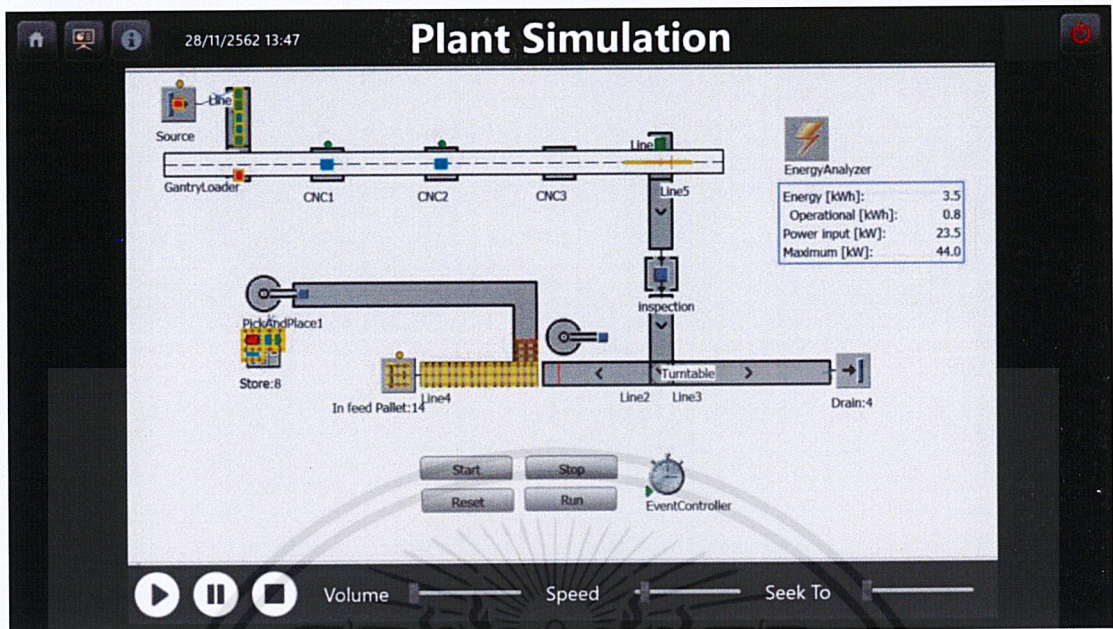 28/11/2562 13:47
Plant Simulation
Line
Source
GantryLoader
CNC1
CNC2
CNC3
Line
Line5
EnergyAnalyzer
Energy [kWh]: 3.5
Operational [kWh]: 0.8
Power input [kW]: 23.5
Maximum [kW]: 44.0
inspection
PickAndPlace1
Store:8
In feed Pallet:14
Line4
Turntable
Line2
Line3
Drain:4
Start
Stop
Reset
Run
EventController
Volume
Speed
Seek To